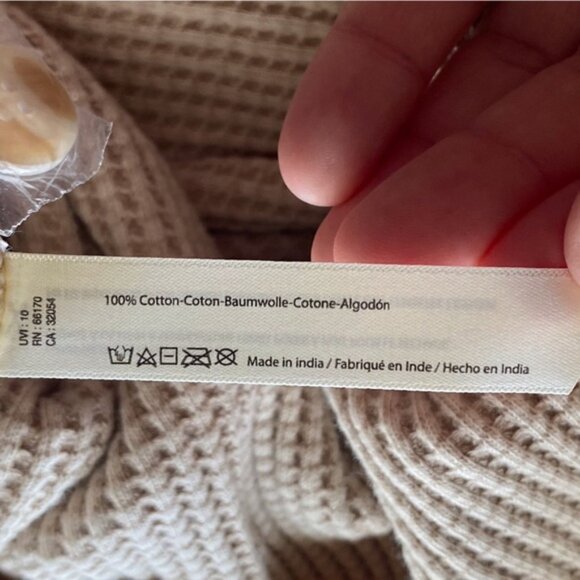 UVI : 10
RN : 66170
CA : 32054
100% Cotton-Coton-Baumwolle-Cotone-Algodón
Made in india / Fabriqué en Inde / Hecho en India